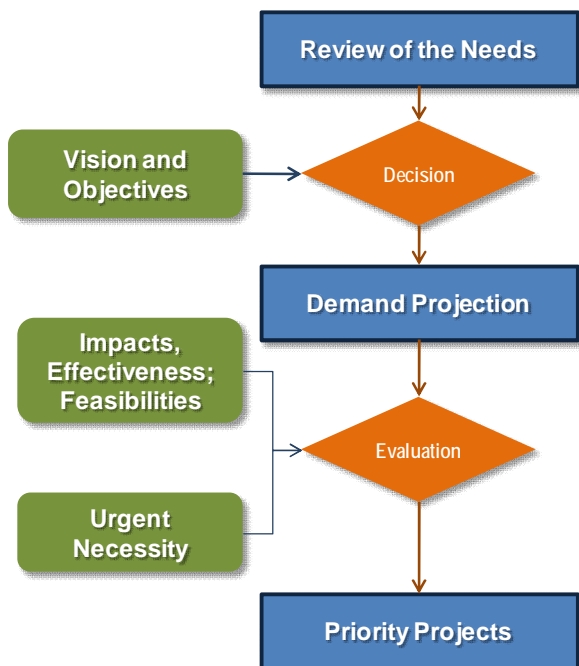 Review of the Needs
Vision and
Objectives
Decision
Demand Projection
Impacts,
Effectiveness;
Feasibilities
Evaluation
Urgent
Necessity
Priority Projects